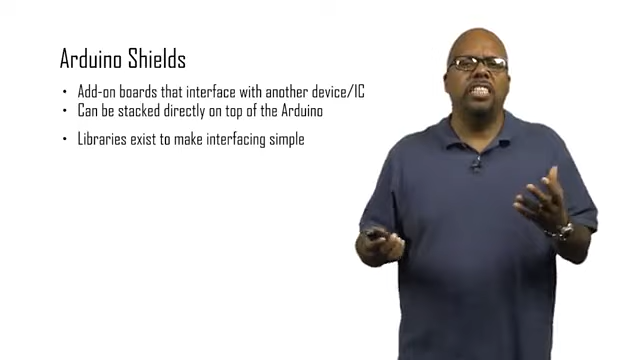 Arduino Shields
• Add-on boards that interface with another device/IC
• Can be stacked directly on top of the Arduino
• Libraries exist to make interfacing simple